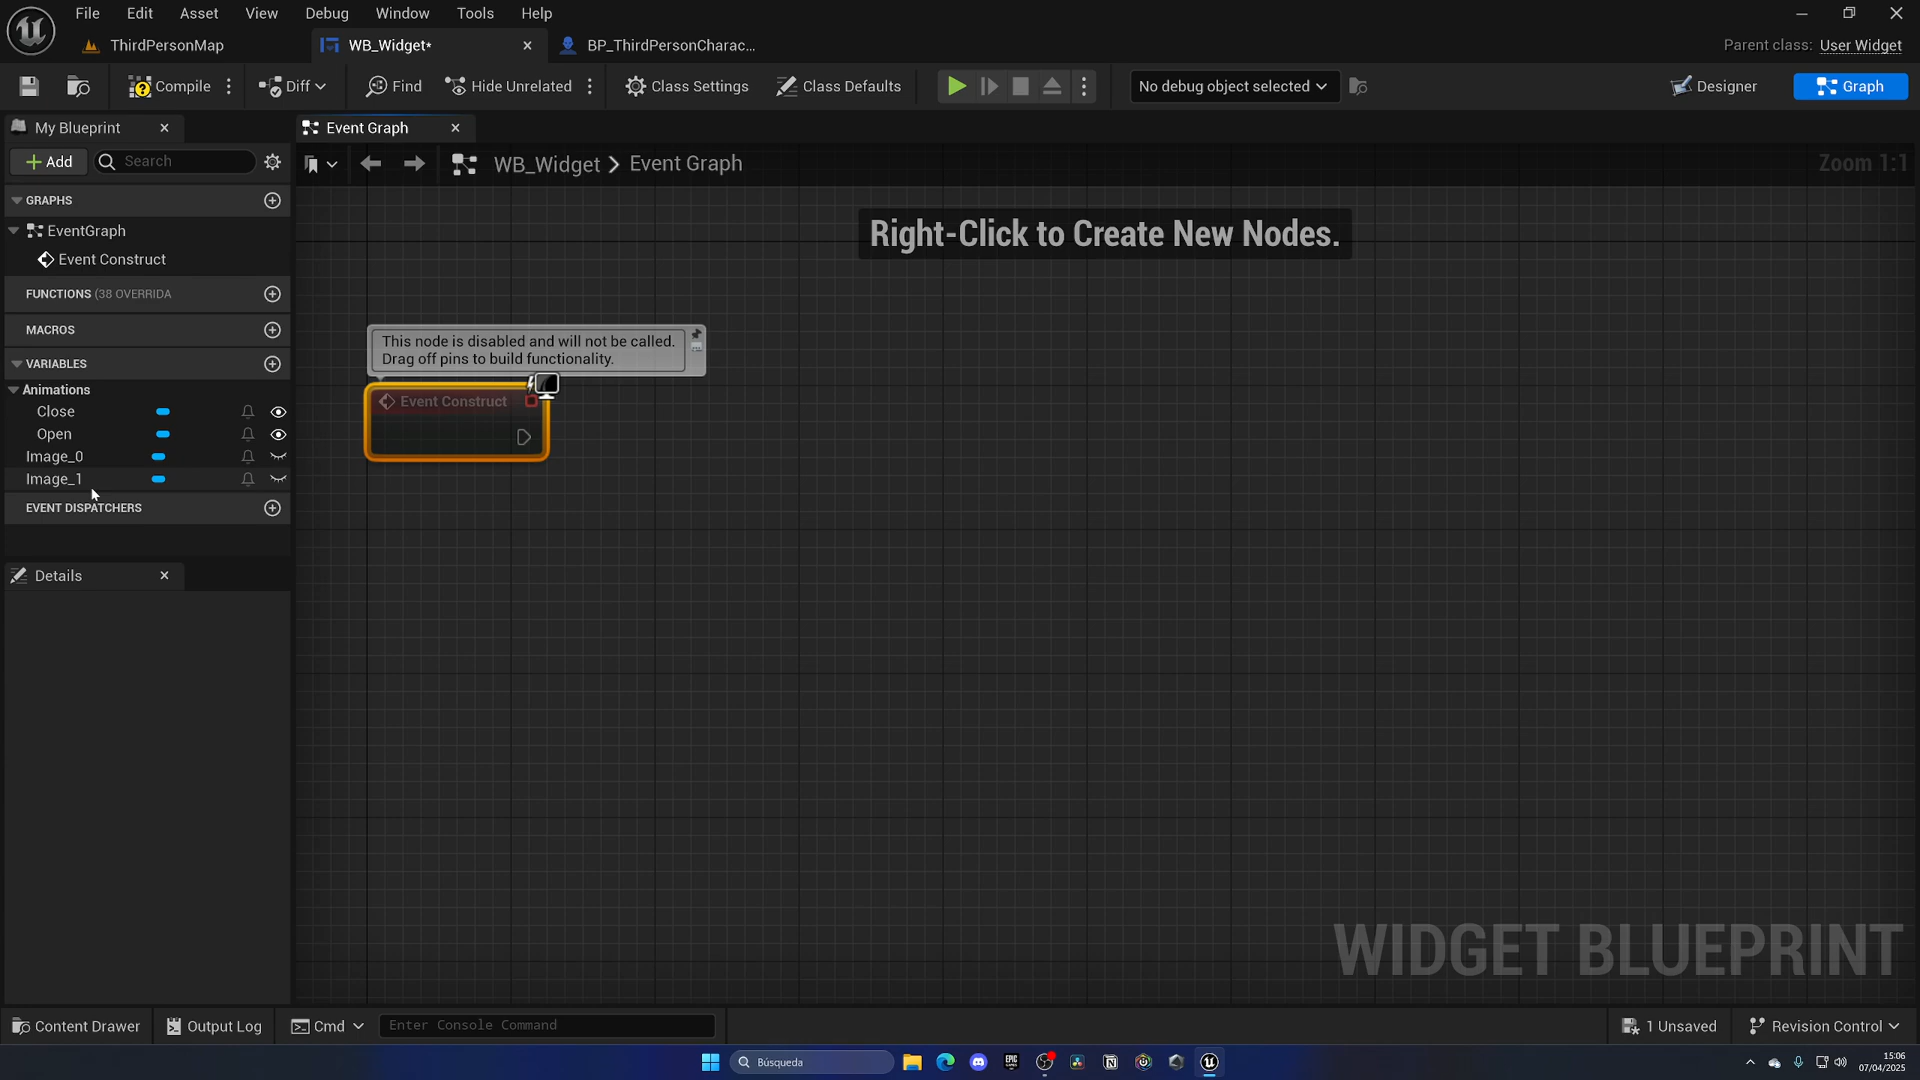 File Edit Asset View Debug Window Tools Help
ThirdPersonMap WB_Widget* BP_ThirdPersonCharac... Parent class: User Widget
Compile Diff Find Hide Unrelated Class Settings Class Defaults No debug object selected Designer Graph
My Blueprint Event Graph
Add Search WB_Widget > Event Graph Zoom 1:1
GRAPHS
EventGraph
Event Construct
FUNCTIONS (38 OVERRIDA
MACROS
VARIABLES
Animations
Close
Open
Image_0
Image_1
EVENT DISPATCHERS
Details
Right-Click to Create New Nodes.
This node is disabled and will not be called.
Drag off pins to build functionality.
Event Construct
WIDGET BLUEPRINT
Content Drawer Output Log Cmd Enter Console Command 1 Unsaved Revision Control
Búsqueda
EPIC
15:06
07/04/2025